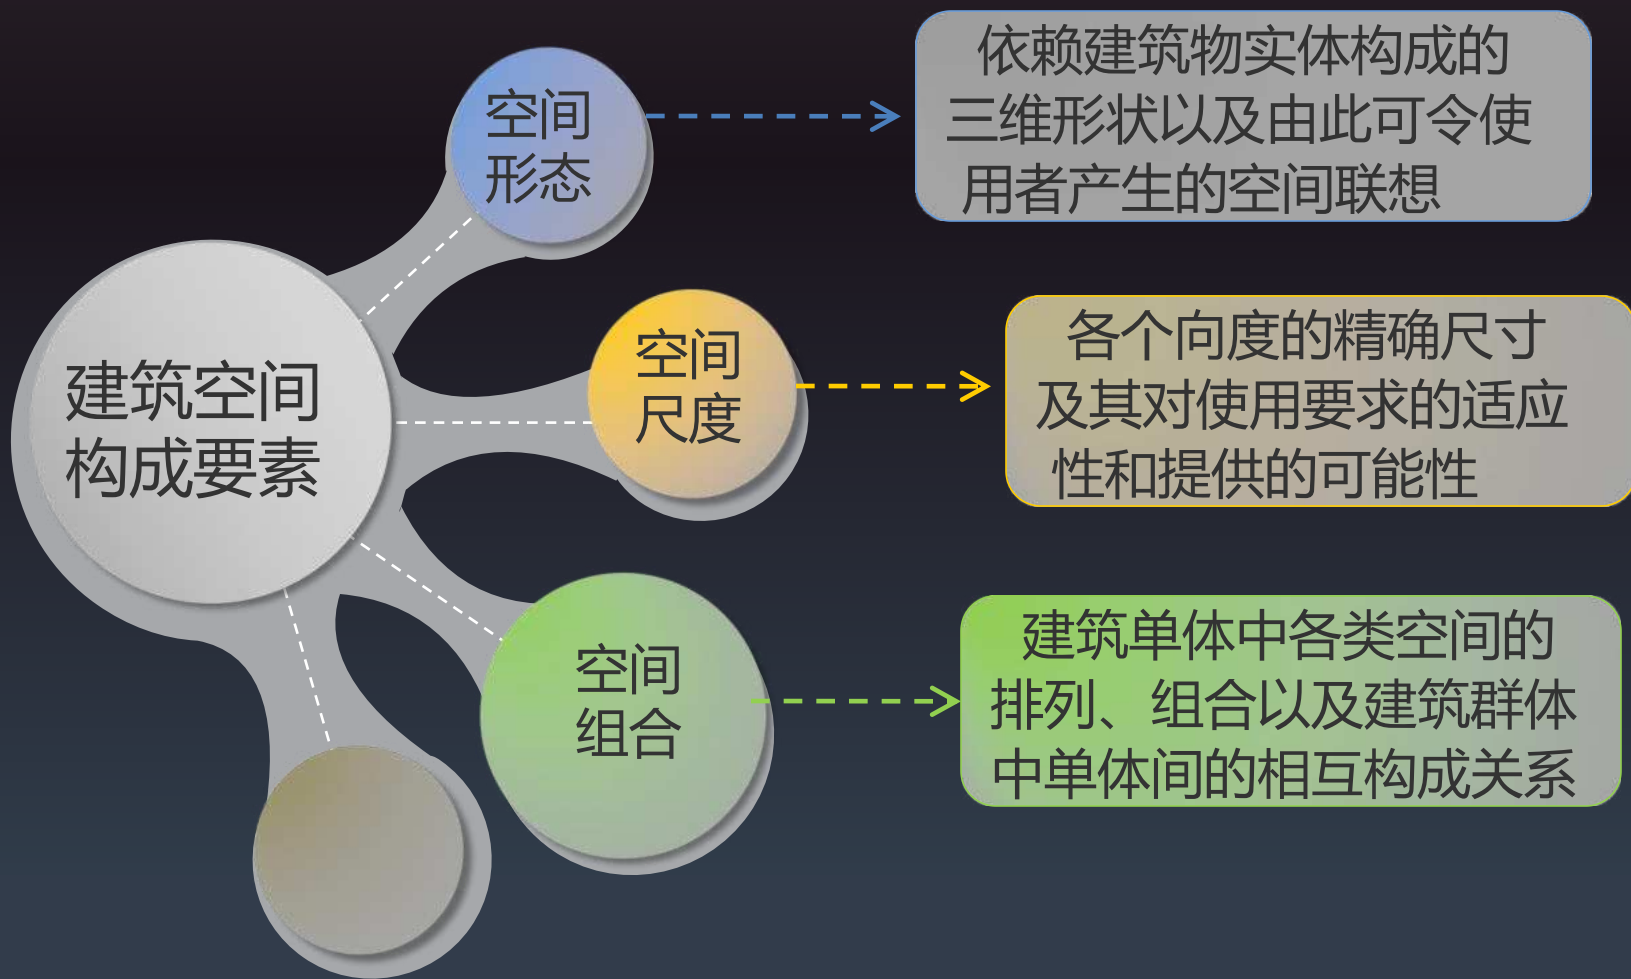 建筑空间
构成要素
空间
形态
依赖建筑物实体构成的
三维形状以及由此可令使
用者产生的空间联想
空间
尺度
各个向度的精确尺寸
及其对使用要求的适应
性和提供的可能性
空间
组合
建筑单体中各类空间的
排列、组合以及建筑群体
中单体间的相互构成关系